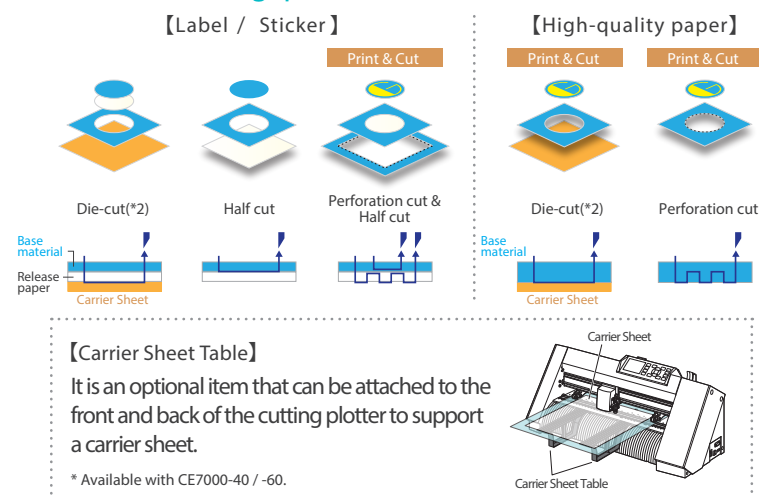 【Label / Sticker】
【High-quality paper】
Print & Cut
Print & Cut
Print & Cut
Die-cut(*2)
Half cut
Perforation cut &
Half cut
Die-cut(*2)
Perforation cut
Base
material
Release
paper
Carrier Sheet
Base
material
Carrier Sheet
【Carrier Sheet Table】
It is an optional item that can be attached to the
front and back of the cutting plotter to support
a carrier sheet.
* Available with CE7000-40 / -60.
Carrier Sheet
Carrier Sheet Table